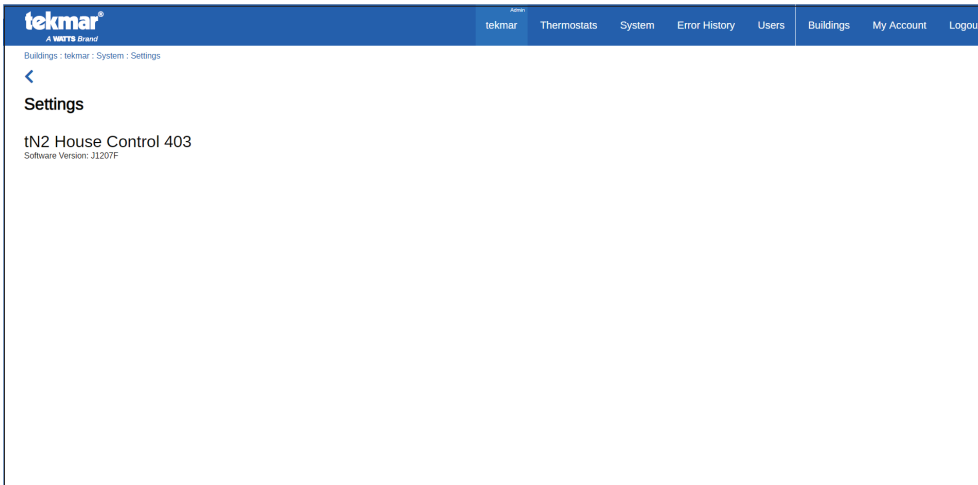 tekmar®
A WATTS Brand
Admin
tekmar Thermostats System Error History Users Buildings My Account Logou
Buildings : tekmar : System : Settings
Settings
tN2 House Control 403
Software Version: J1207F